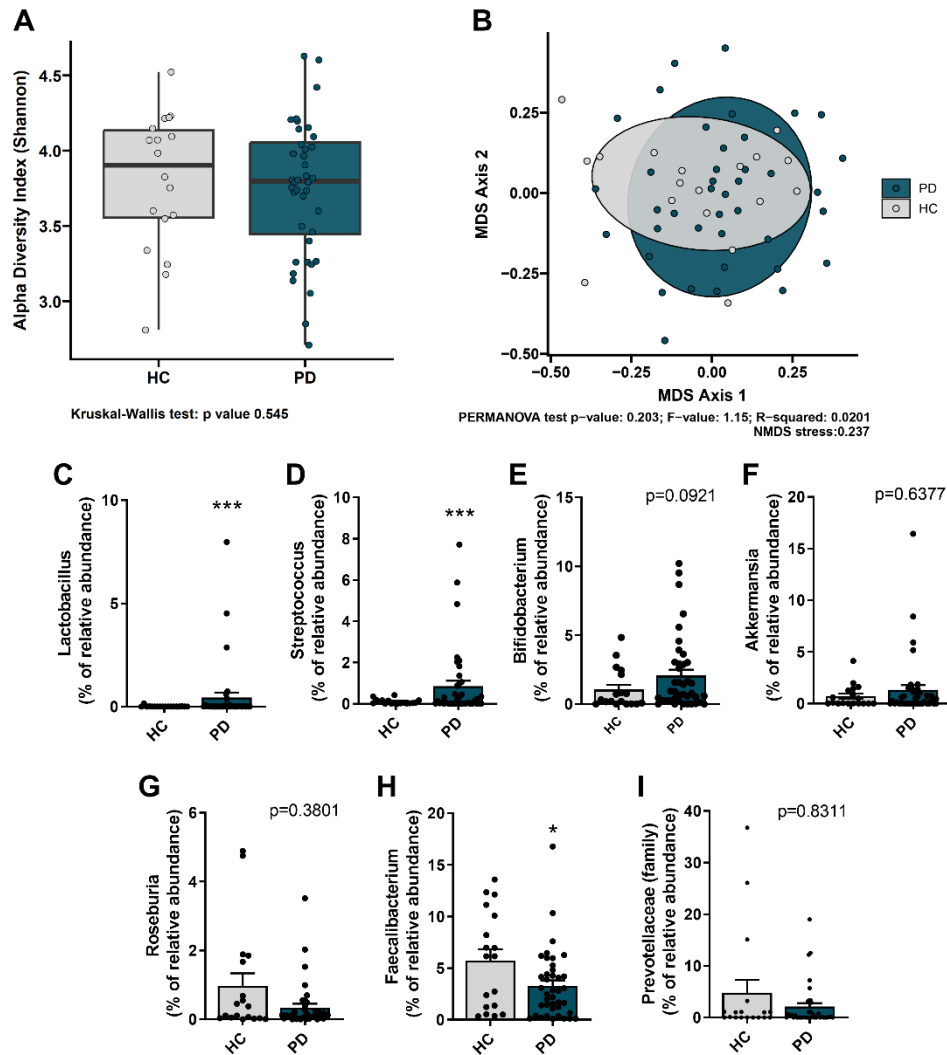 A
Alpha Diversity Index (Shannon)
4.5
4.0
3.5
3.0
HC
PD
Kruskal-Wallis test: p value 0.545
B
MDS Axis 2
0.25
0.00
−0.25
−0.50
−0.50
−0.25
0.00
0.25
MDS Axis 1
PD
HC
PERMANOVA test p−value: 0.203; F−value: 1.15; R−squared: 0.0201
NMDS stress:0.237
C
Lactobacillus
(% of relative abundance)
10
5
0
***
HC
PD
D
Streptococcus
(% of relative abundance)
10
8
6
4
2
0
***
HC
PD
E
Bifidobacterium
(% of relative abundance)
15
10
5
0
p=0.0921
HC
PD
F
Akkermansia
(% of relative abundance)
20
15
10
5
0
p=0.6377
HC
PD
G
Roseburia
(% of relative abundance)
6
4
2
0
p=0.3801
HC
PD
H
Faecalibacterium
(% of relative abundance)
20
15
10
5
0
*
HC
PD
I
Prevotellaceae (family)
(% of relative abundance
40
30
20
10
0
p=0.8311
HC
PD